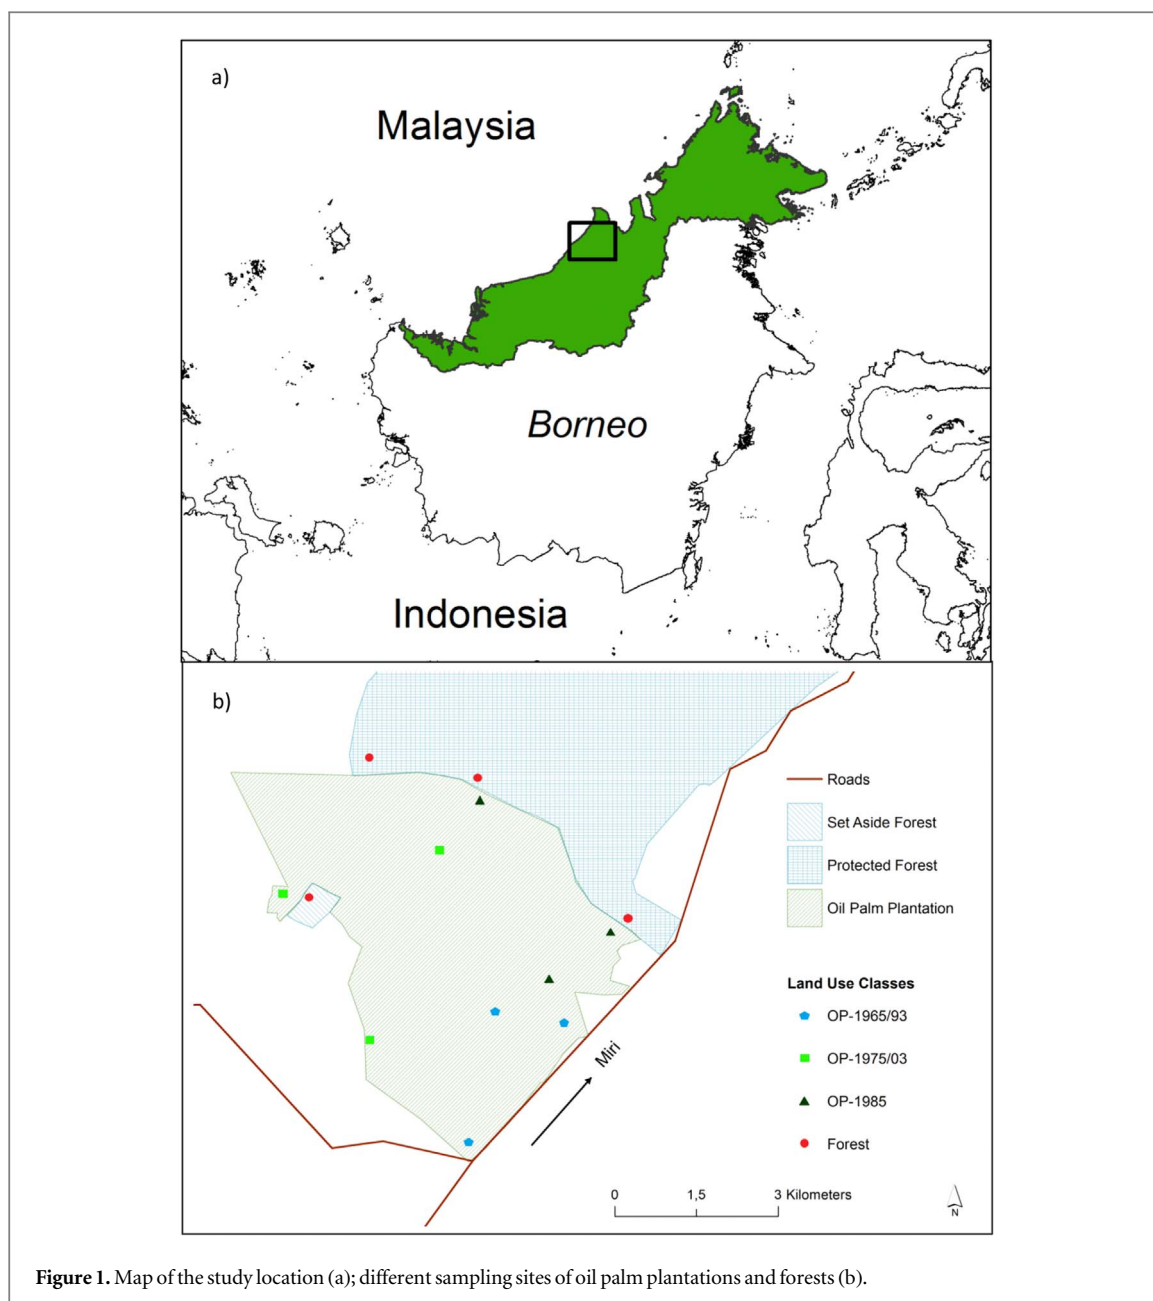 a)
Malaysia
Borneo
Indonesia
b)
Roads
Set Aside Forest
Protected Forest
Oil Palm Plantation
Land Use Classes
OP-1965/93
OP-1975/03
OP-1985
Forest
Miri
0 1,5 3 Kilometers
N
Figure 1. Map of the study location (a); different sampling sites of oil palm plantations and forests (b).